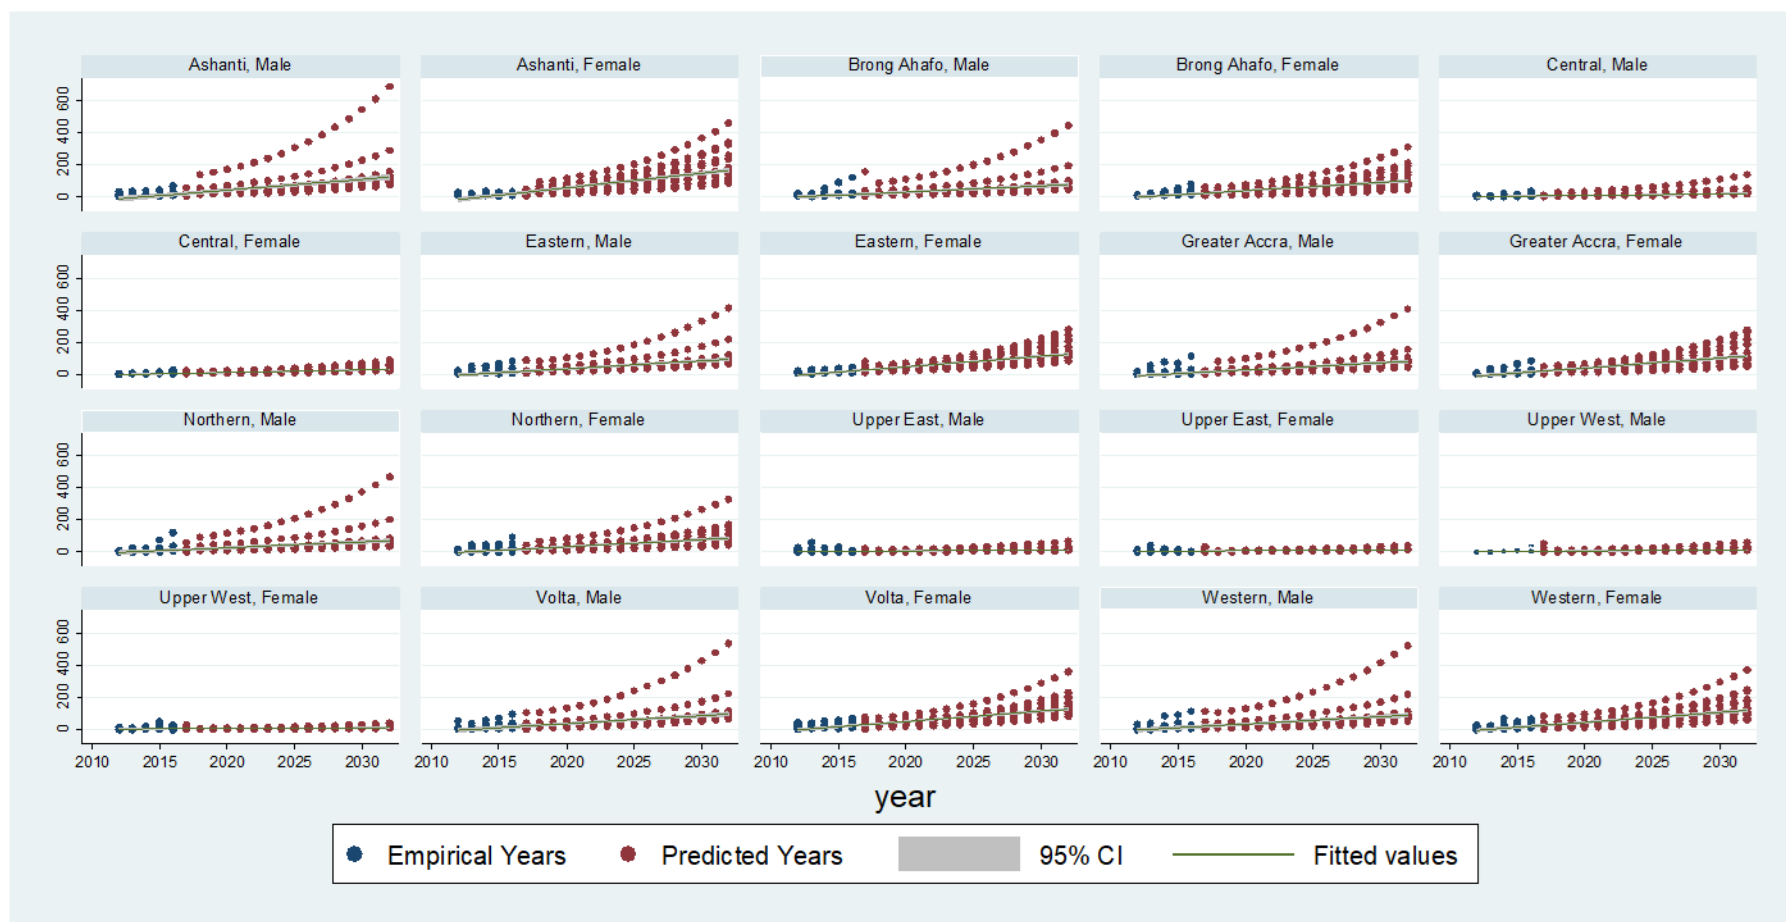 Ashanti, Male
Ashanti, Female
Brong Ahafo, Male
Brong Ahafo, Female
Central, Male
0 200 400 600
Central, Female
Eastern, Male
Eastern, Female
Greater Accra, Male
Greater Accra, Female
0 200 400 600
Northern, Male
Northern, Female
Upper East, Male
Upper East, Female
Upper West, Male
0 200 400 600
Upper West, Female
Volta, Male
Volta, Female
Western, Male
Western, Female
0 200 400 600
2010 2015 2020 2025 2030
2010 2015 2020 2025 2030
2010 2015 2020 2025 2030
2010 2015 2020 2025 2030
2010 2015 2020 2025 2030
year
Empirical Years
Predicted Years
95% CI
Fitted values